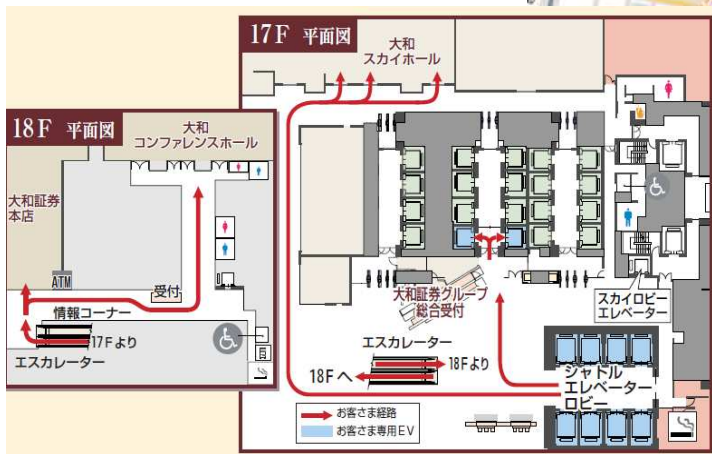 17F 平面図
大和
スカイホール
18F 平面図
大和
コンファレンスホール
大和証券
本店
ATM
受付
情報コーナー
17Fより
エスカレーター
大和証券グループ
総合受付
スカイロビー
エレベーター
エスカレーター
18Fより
18Fへ
シャトル
エレベーター
ロビー
お客さま経路
お客さま専用EV